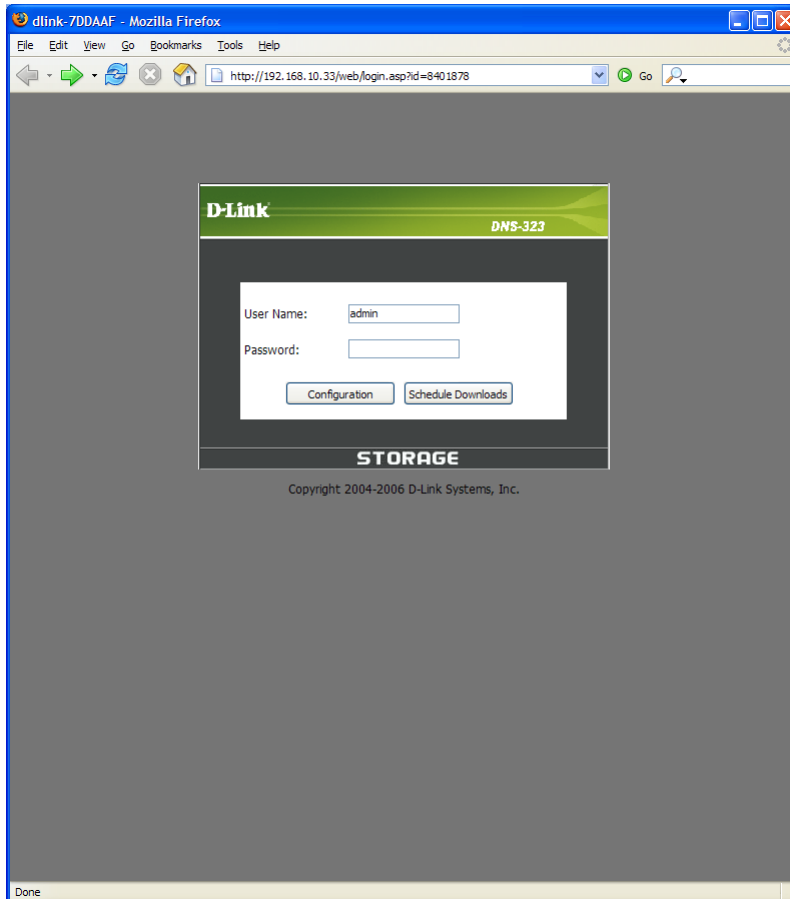 dlink-7DDAAF - Mozilla Firefox
File Edit View Go Bookmarks Tools Help
http://192.168.10.33/web/login.asp?id=8401878 Go
D-Link
DNS-323
User Name: admin
Password:
Configuration Schedule Downloads
STORAGE
Copyright 2004-2006 D-Link Systems, Inc.
Done